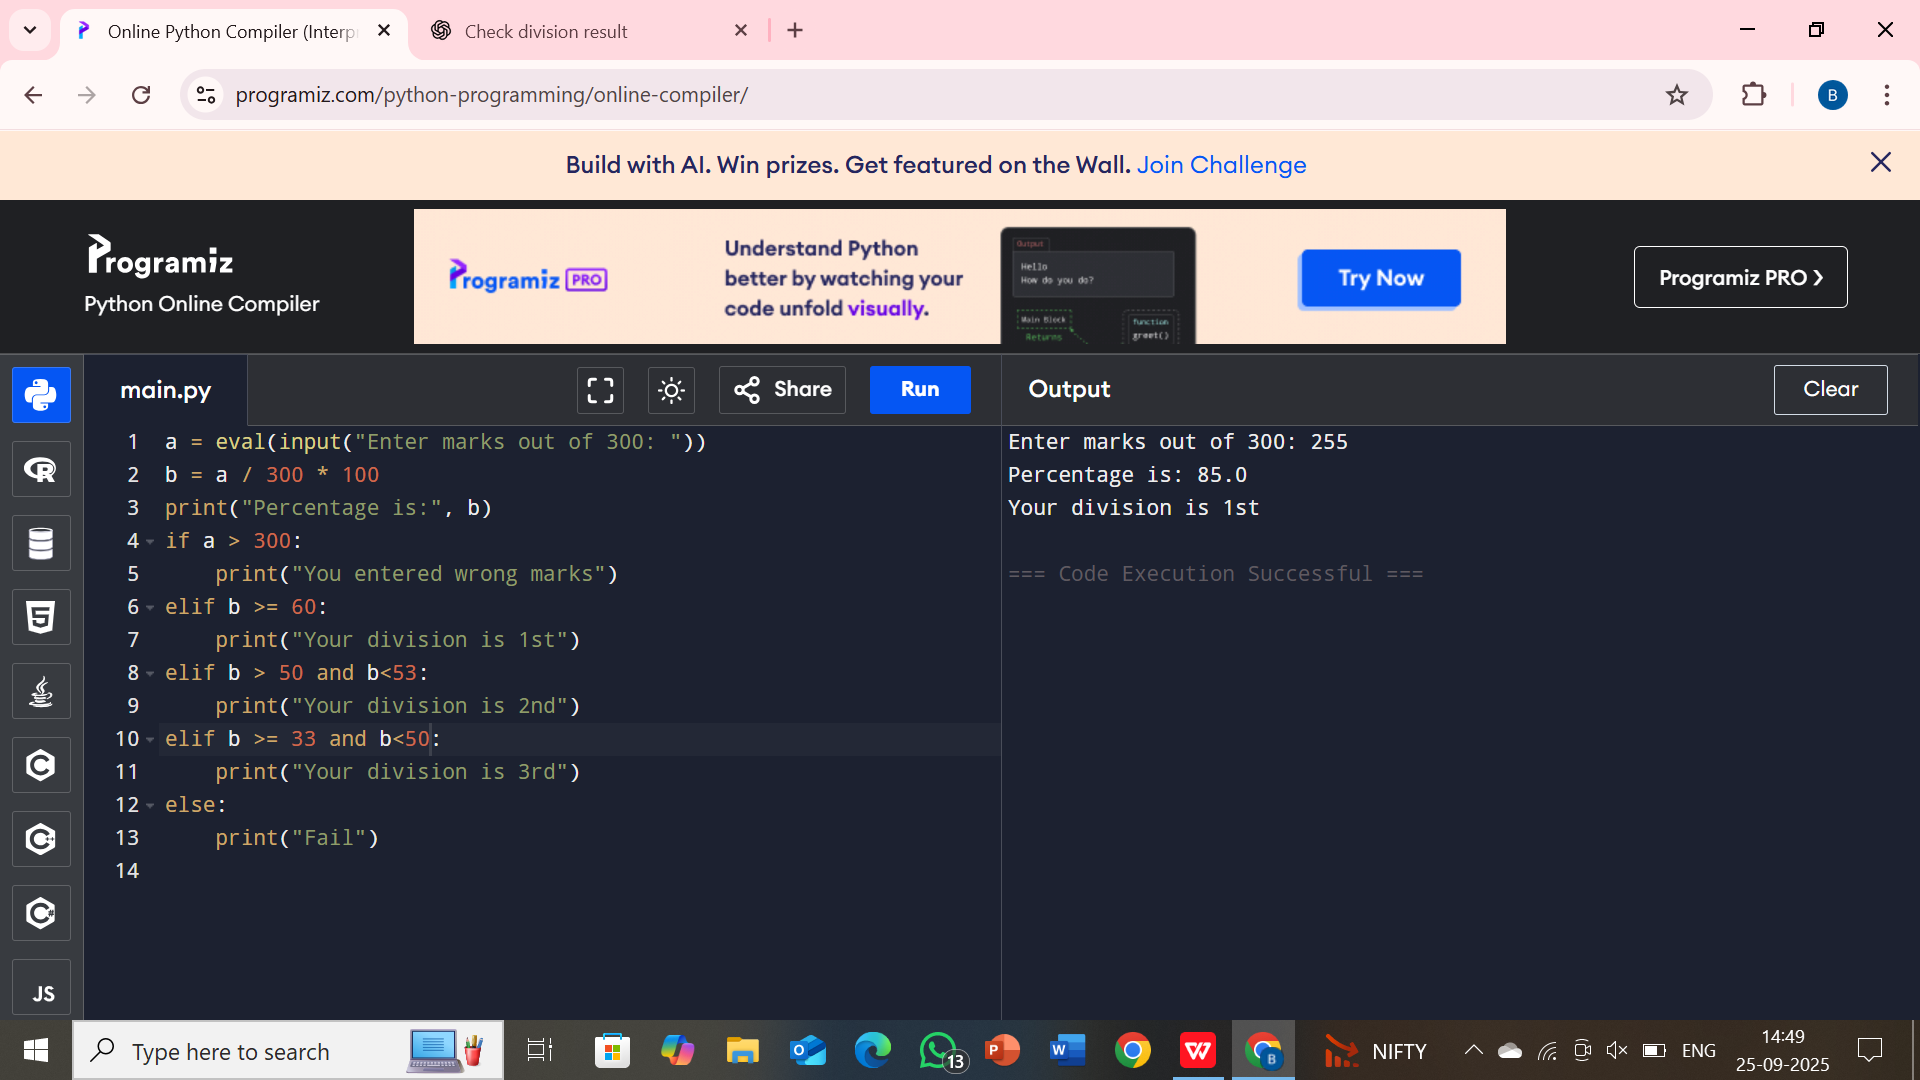 Online Python Compiler (Interp
Check division result
programiz.com/python-programming/online-compiler/
B
Build with AI. Win prizes. Get featured on the Wall. Join Challenge
Programiz
Python Online Compiler
Programiz PRO
Understand Python
better by watching your
code unfold visually.
Output
Hello
How do you do?
Main Block
Returns
function
greet()
Try Now
Programiz PRO ❯
main.py
Share
Run
Output
Clear
1 a = eval(input("Enter marks out of 300: "))
2 b = a / 300 * 100
3 print("Percentage is:", b)
4 if a > 300:
5     print("You entered wrong marks")
6 elif b >= 60:
7     print("Your division is 1st")
8 elif b > 50 and b<53:
9     print("Your division is 2nd")
10 elif b >= 33 and b<50:
11     print("Your division is 3rd")
12 else:
13     print("Fail")
14
Enter marks out of 300: 255
Percentage is: 85.0
Your division is 1st
=== Code Execution Successful ===
R
5
C
C++
C#
JS
Type here to search
O
13
P
W
W
B
NIFTY
ENG
14:49
25-09-2025